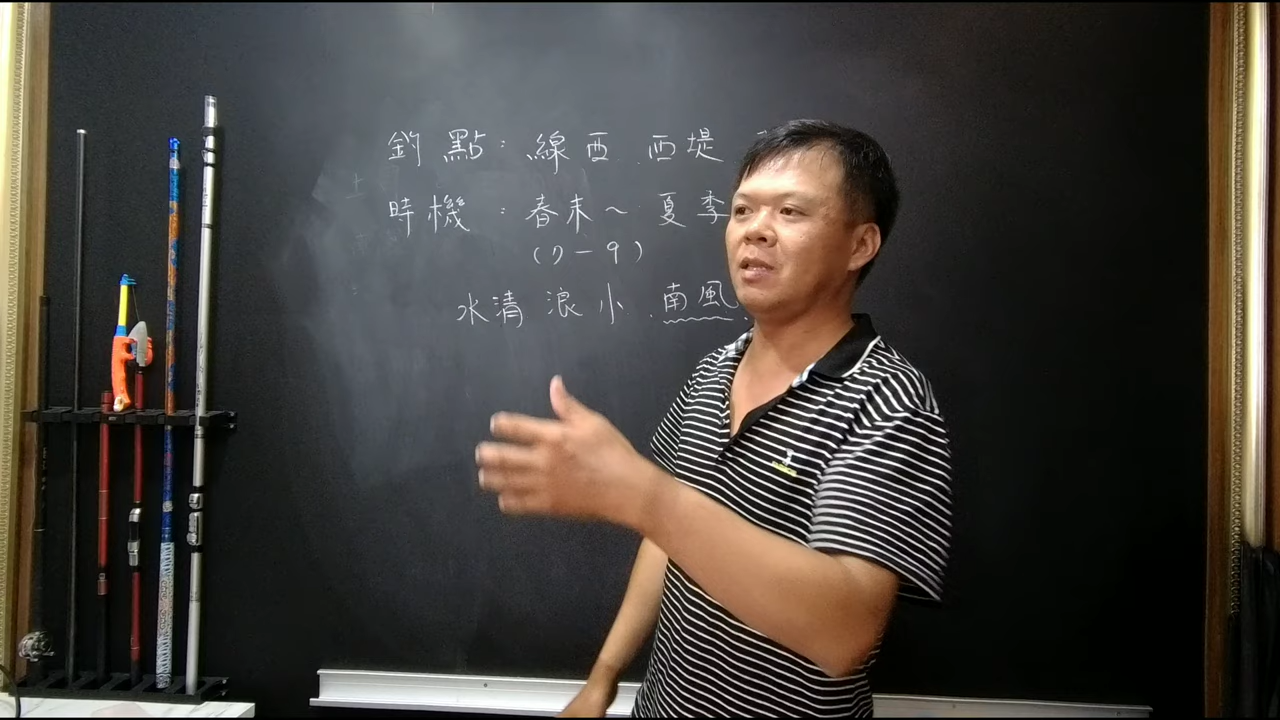 釣點：線西 西堤
時機：春末～夏季
(7-9)
水清 浪小 南風